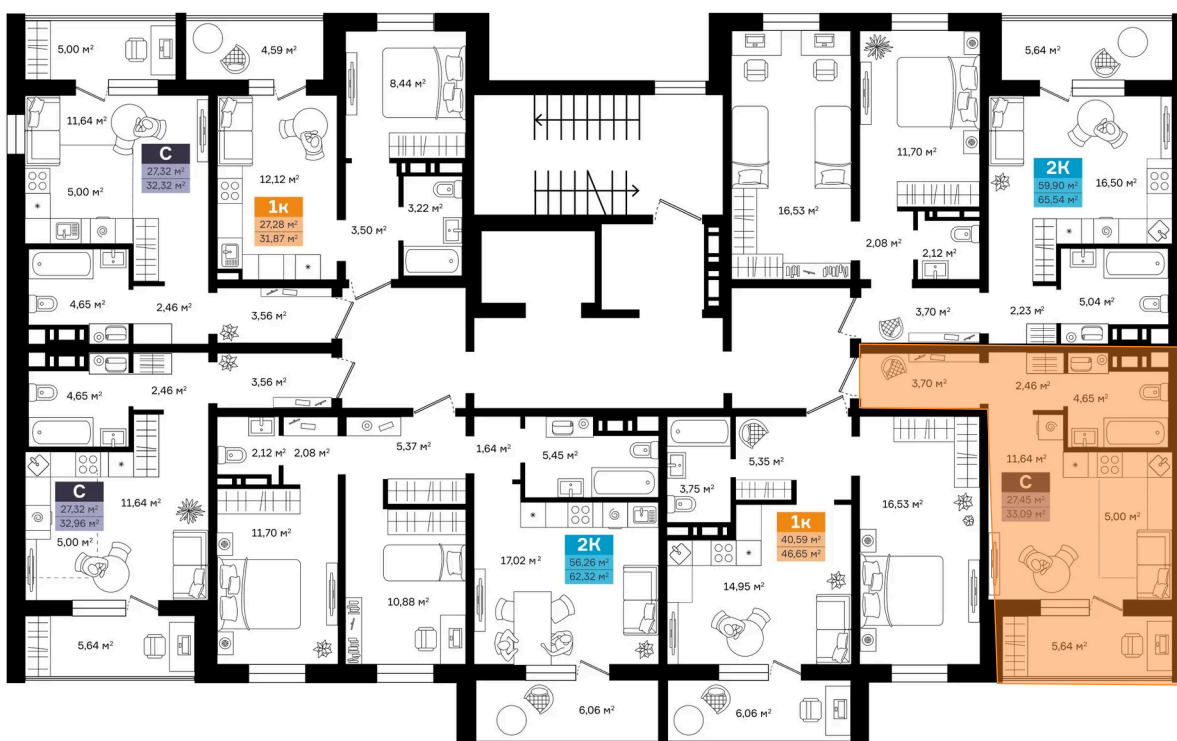 5,00 м²
4,59 м²
8,44 м²
5,64 м²
11,64 м²
С
27,32 м²
32,32 м²
5,00 м²
12,12 м²
1к
27,28 м²
31,87 м²
3,50 м²
3,22 м²
16,53 м²
11,70 м²
2К
59,90 м²
65,54 м²
16,50 м²
2,08 м²
2,12 м²
4,65 м²
2,46 м²
3,56 м²
3,70 м²
2,23 м²
5,04 м²
4,65 м²
2,46 м²
3,56 м²
3,70 м²
2,46 м²
4,65 м²
2,12 м²
2,08 м²
5,37 м²
1,64 м²
5,45 м²
3,75 м²
5,35 м²
С
27,32 м²
32,96 м²
11,64 м²
5,00 м²
11,70 м²
10,88 м²
17,02 м²
2К
56,26 м²
62,32 м²
1к
40,59 м²
46,65 м²
14,95 м²
16,53 м²
11,64 м²
С
27,45 м²
33,09 м²
5,00 м²
5,64 м²
6,06 м²
6,06 м²
5,64 м²